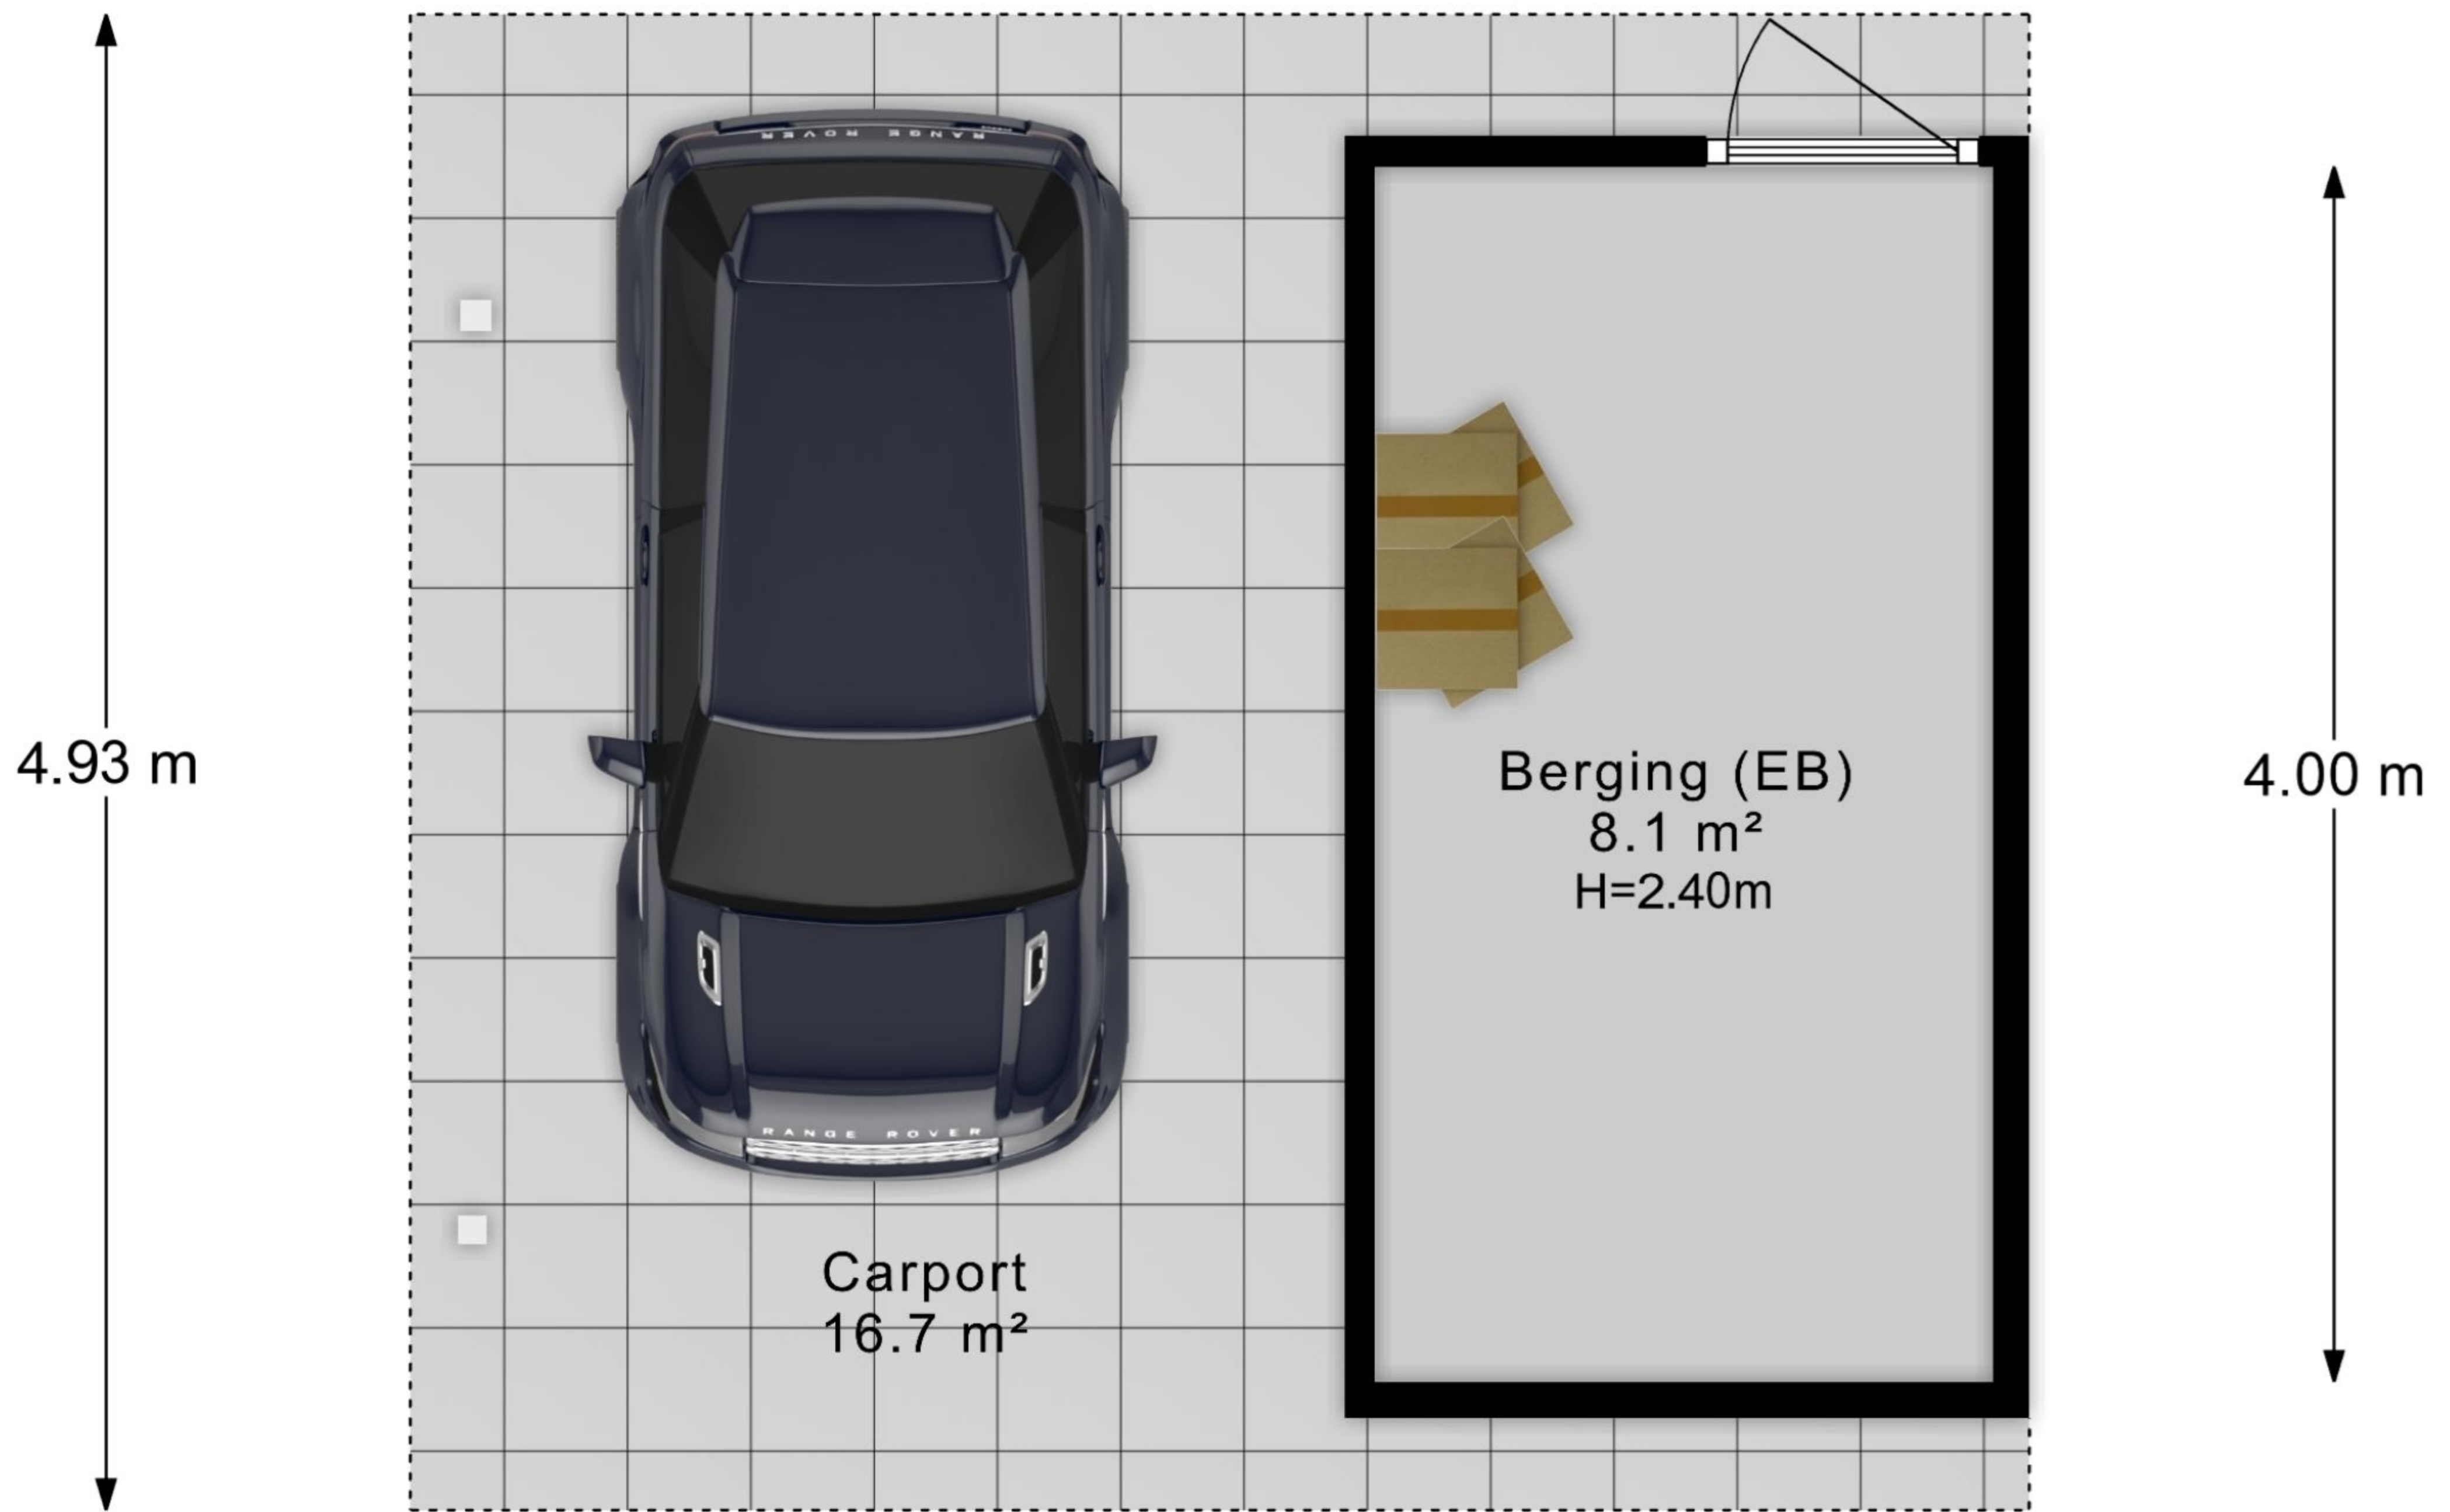 RANGE ROVER
4.93 m
Berging (EB)
8.1 m²
H=2.40m
4.00 m
RANGE ROVER
Carport
16.7 m²